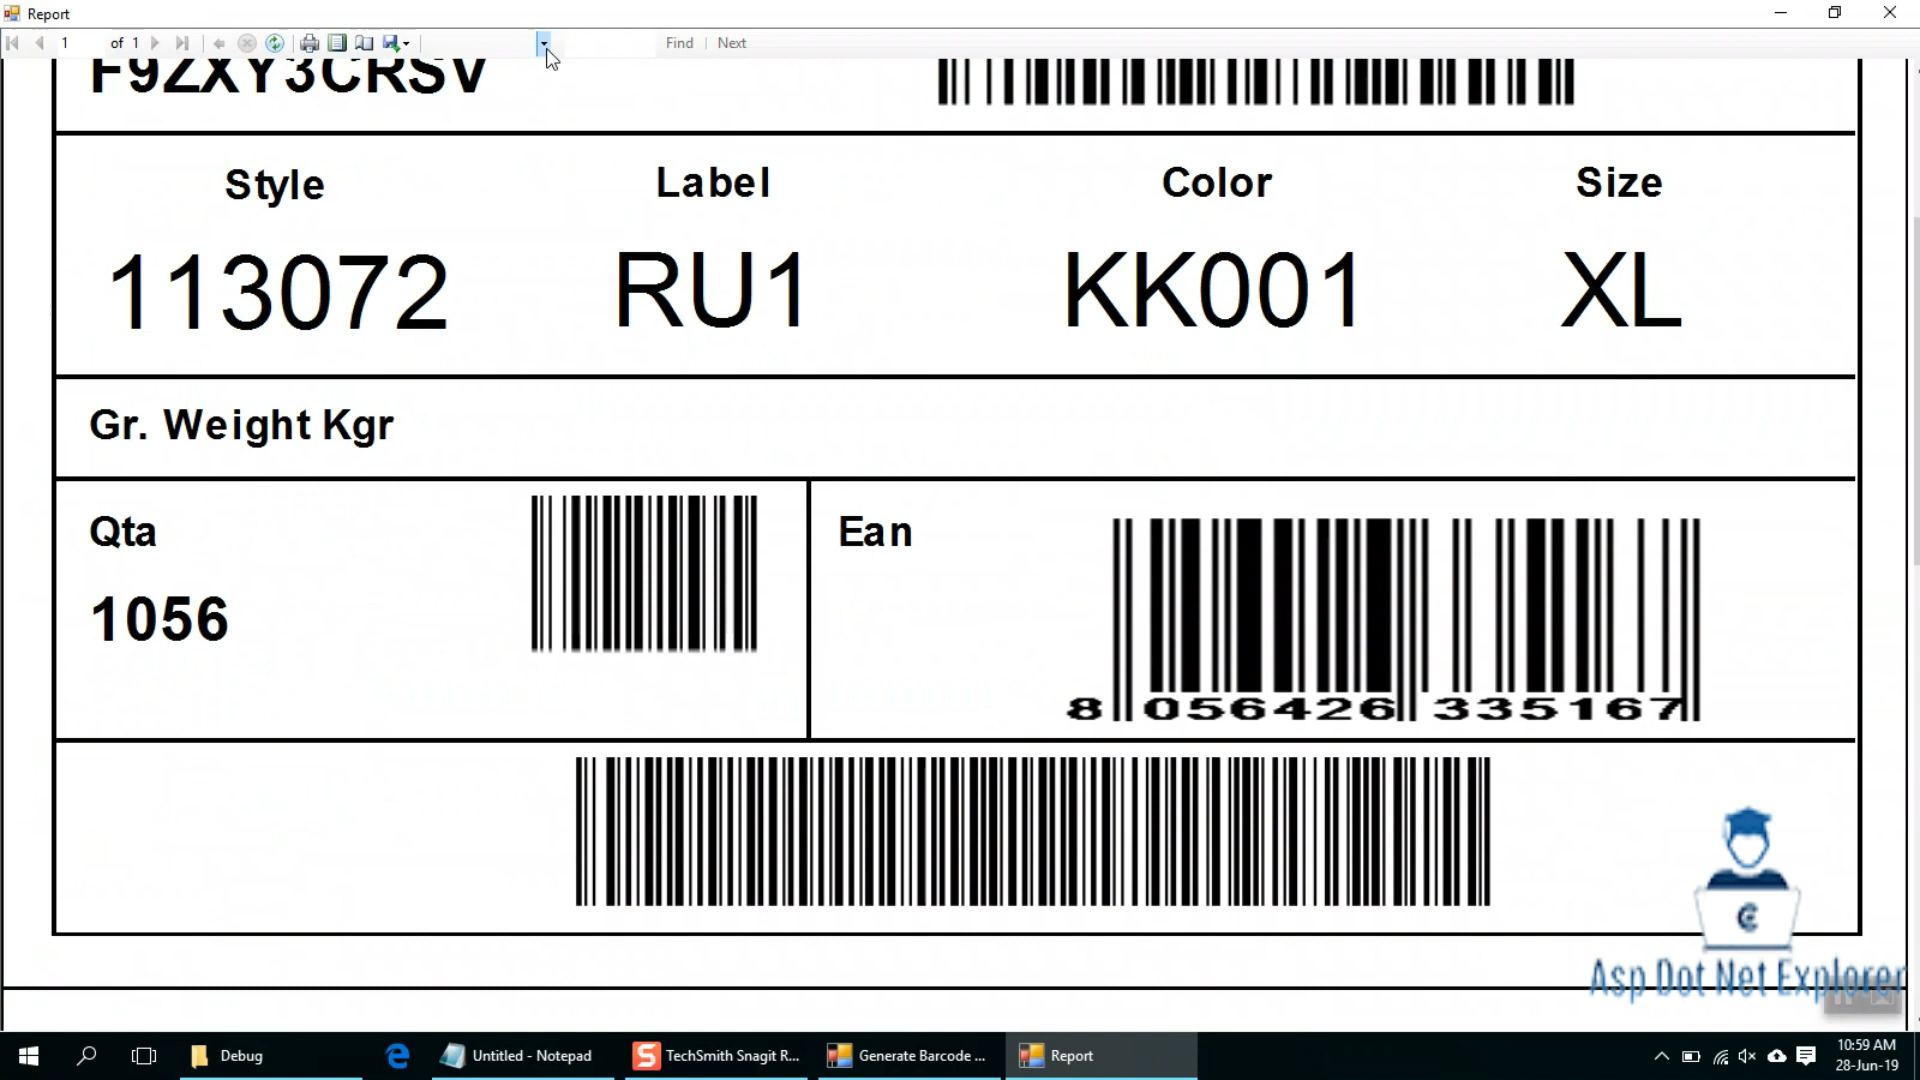 Report
1 of 1 Find Next
F9ZXY3CRSV
Style Label Color Size
113072 RU1 KK001 XL
Gr. Weight Kgr
Qta Ean
1056
8 056426 335167
Asp Dot Net Explorer
Debug Untitled - Notepad TechSmith Snagit R... Generate Barcode ... Report
10:59 AM
28-Jun-19